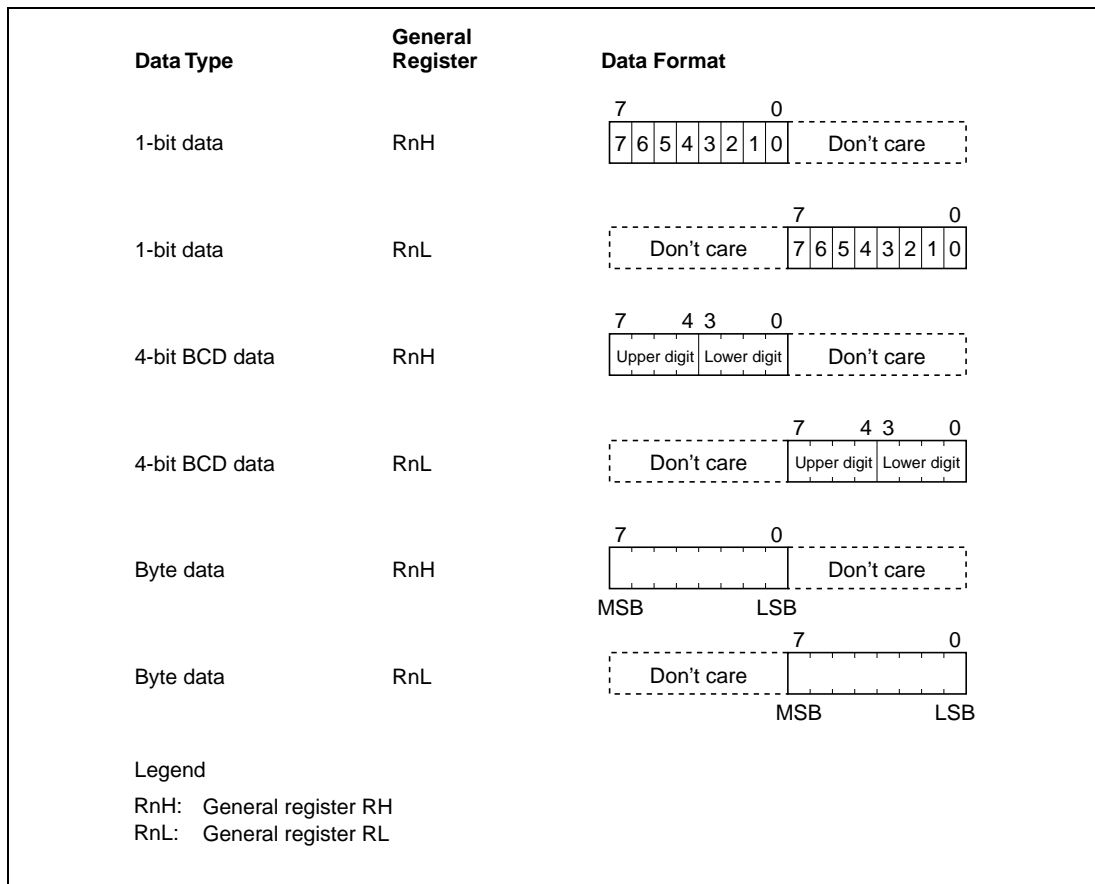 General
Data Type Register Data Format
7 0
1-bit data RnH 7 6 5 4 3 2 1 0 Don't care
7 0
1-bit data RnL Don't care 7 6 5 4 3 2 1 0
7 4 3 0
4-bit BCD data RnH Upper digit Lower digit Don't care
7 4 3 0
4-bit BCD data RnL Don't care Upper digit Lower digit
7 0
Byte data RnH Don't care
MSB LSB
7 0
Byte data RnL Don't care
MSB LSB
Legend
RnH: General register RH
RnL: General register RL